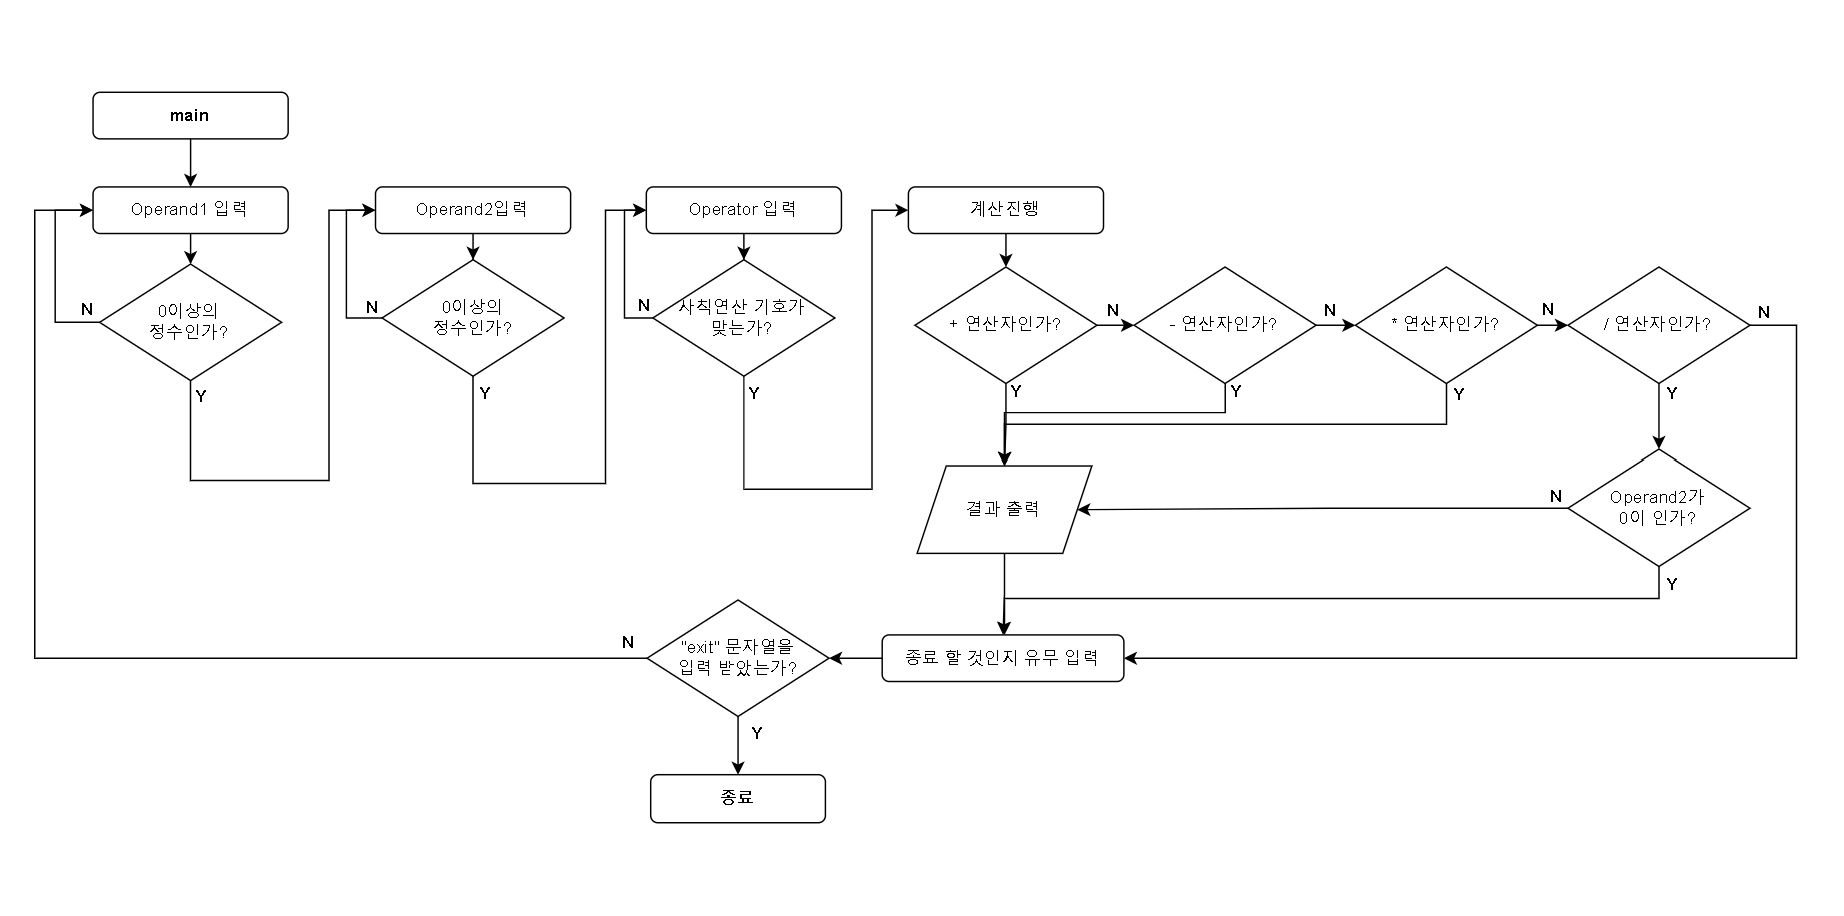 main
Operand1 입력
Operand2입력
Operator 입력
계산진행
N
0이상의
정수인가?
Y
N
0이상의
정수인가?
Y
N
사칙연산 기호가
맞는가?
Y
+ 연산자인가?
N
Y
- 연산자인가?
N
Y
* 연산자인가?
N
Y
/ 연산자인가?
N
Y
결과 출력
N
Operand2가
0이 인가?
Y
N
"exit" 문자열을
입력 받았는가?
종료 할 것인지 유무 입력
Y
종료